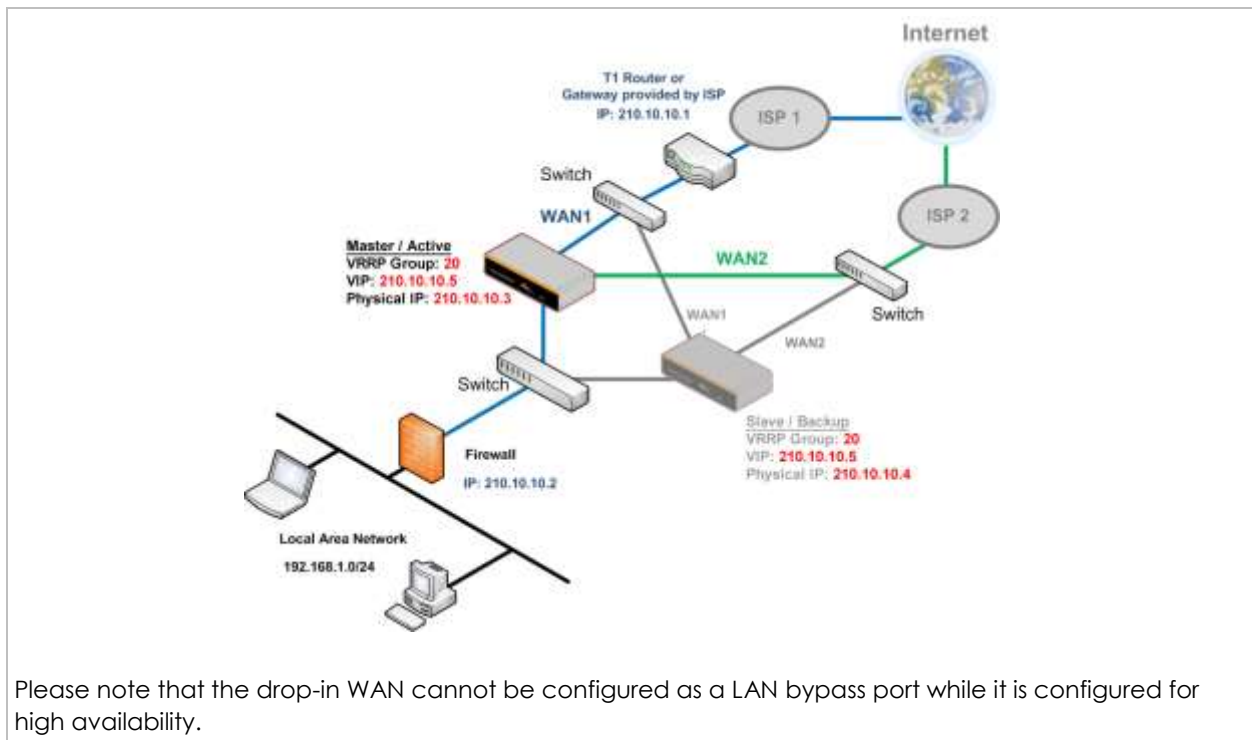 Internet
T1 Router or
Gateway provided by ISP
IP: 210.10.10.1
ISP 1
Switch
WAN1
ISP 2
Master / Active
VRRP Group: 20
VIP: 210.10.10.5
Physical IP: 210.10.10.3
WAN2
Switch
WAN1
WAN2
Switch
Slave / Backup
VRRP Group: 20
VIP: 210.10.10.5
Physical IP: 210.10.10.4
Firewall
IP: 210.10.10.2
Local Area Network
192.168.1.0/24
Please note that the drop-in WAN cannot be configured as a LAN bypass port while it is configured for
high availability.